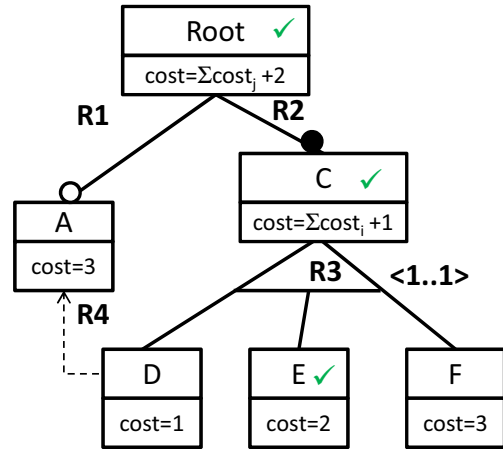 Root ✓
cost=Σcost_j +2
R1
R2
C ✓
cost=Σcost_i +1
A
cost=3
R3
<1..1>
R4
D
E ✓
F
cost=1
cost=2
cost=3